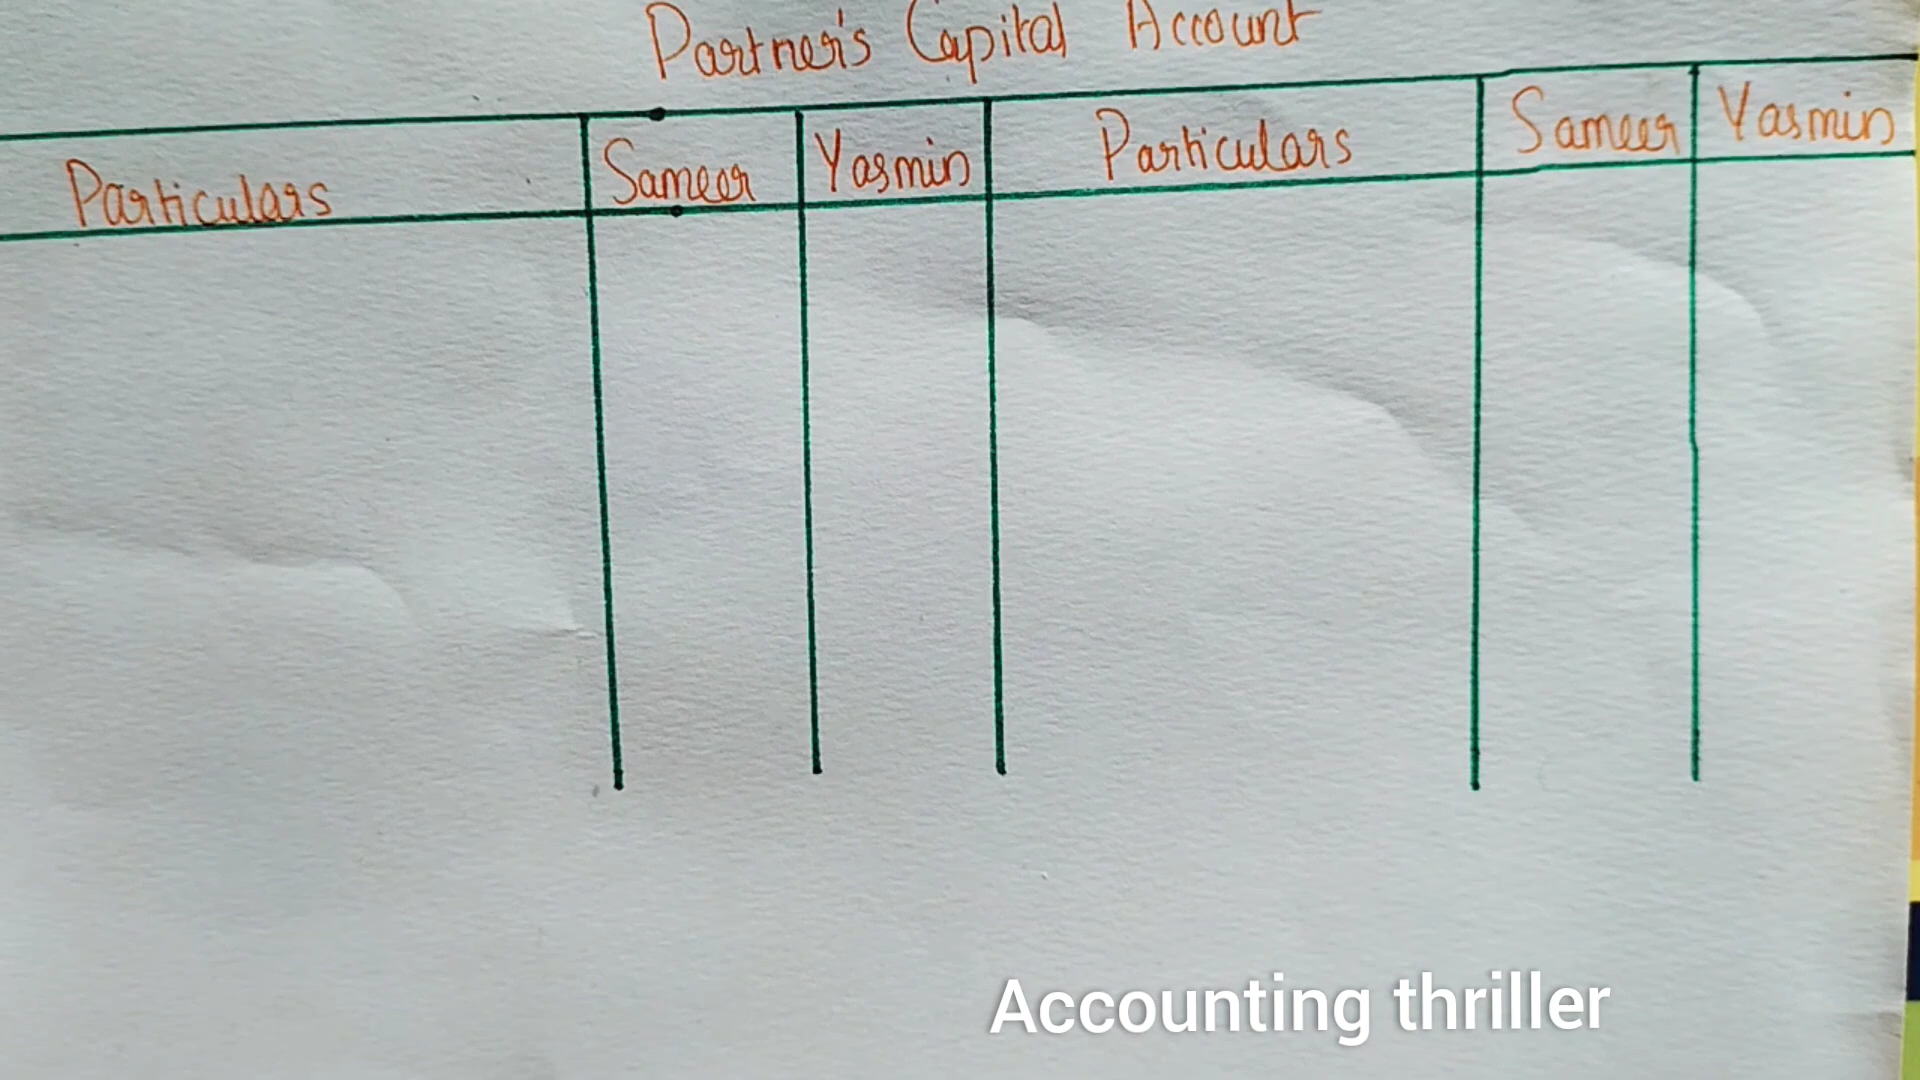 Partner's Capital Account
Particulars Sameer Yasmin Particulars Sameer Yasmin
Accounting thriller